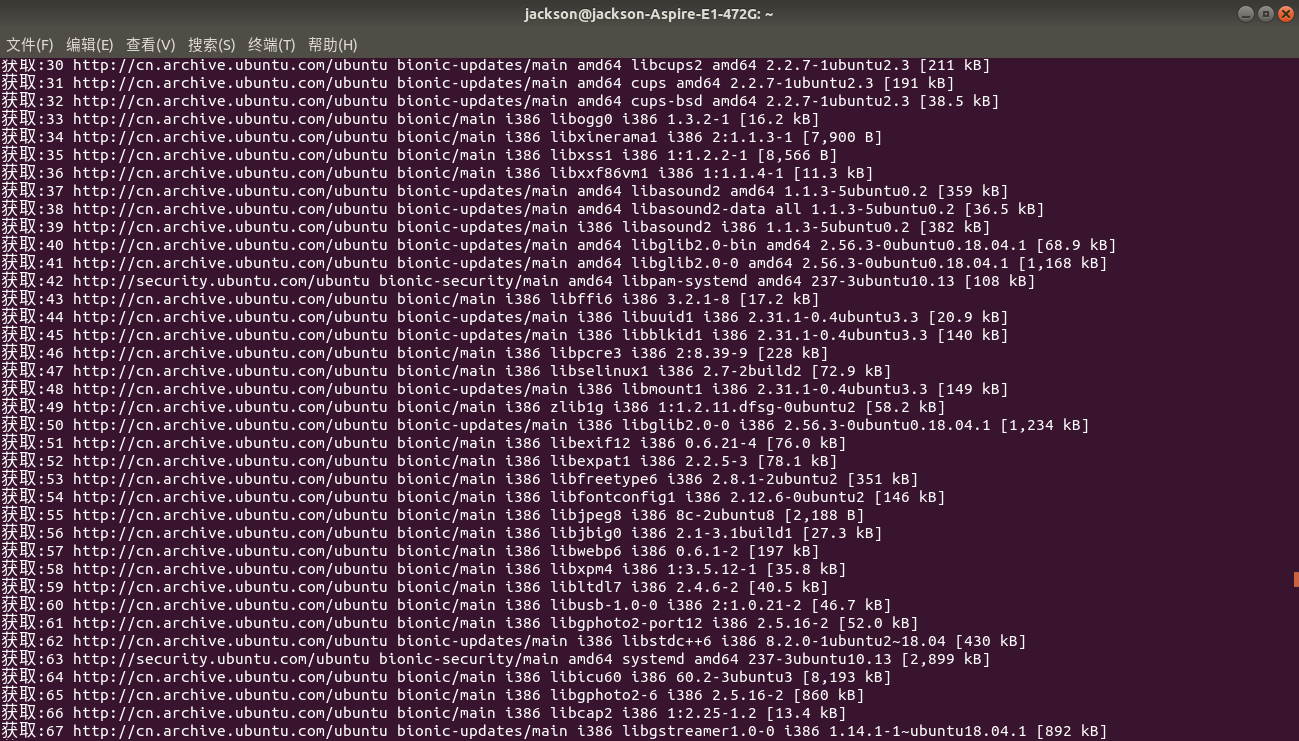 jackson@jackson-Aspire-E1-472G: ~
文件(F) 编辑(E) 查看(V) 搜索(S) 终端(T) 帮助(H)
获取:30 http://cn.archive.ubuntu.com/ubuntu bionic-updates/main amd64 libcups2 amd64 2.2.7-1ubuntu2.3 [211 kB]
获取:31 http://cn.archive.ubuntu.com/ubuntu bionic-updates/main amd64 cups amd64 2.2.7-1ubuntu2.3 [191 kB]
获取:32 http://cn.archive.ubuntu.com/ubuntu bionic-updates/main amd64 cups-bsd amd64 2.2.7-1ubuntu2.3 [38.5 kB]
获取:33 http://cn.archive.ubuntu.com/ubuntu bionic/main i386 libogg0 i386 1.3.2-1 [16.2 kB]
获取:34 http://cn.archive.ubuntu.com/ubuntu bionic/main i386 libxinerama1 i386 2:1.1.3-1 [7,900 B]
获取:35 http://cn.archive.ubuntu.com/ubuntu bionic/main i386 libxss1 i386 1:1.2.2-1 [8,566 B]
获取:36 http://cn.archive.ubuntu.com/ubuntu bionic/main i386 libxxf86vm1 i386 1:1.1.4-1 [11.3 kB]
获取:37 http://cn.archive.ubuntu.com/ubuntu bionic-updates/main amd64 libasound2 amd64 1.1.3-5ubuntu0.2 [359 kB]
获取:38 http://cn.archive.ubuntu.com/ubuntu bionic-updates/main amd64 libasound2-data all 1.1.3-5ubuntu0.2 [36.5 kB]
获取:39 http://cn.archive.ubuntu.com/ubuntu bionic-updates/main i386 libasound2 i386 1.1.3-5ubuntu0.2 [382 kB]
获取:40 http://cn.archive.ubuntu.com/ubuntu bionic-updates/main amd64 libglib2.0-bin amd64 2.56.3-0ubuntu0.18.04.1 [68.9 kB]
获取:41 http://cn.archive.ubuntu.com/ubuntu bionic-updates/main amd64 libglib2.0-0 amd64 2.56.3-0ubuntu0.18.04.1 [1,168 kB]
获取:42 http://security.ubuntu.com/ubuntu bionic-security/main amd64 libpam-systemd amd64 237-3ubuntu10.13 [108 kB]
获取:43 http://cn.archive.ubuntu.com/ubuntu bionic/main i386 libffi6 i386 3.2.1-8 [17.2 kB]
获取:44 http://cn.archive.ubuntu.com/ubuntu bionic-updates/main i386 libuuid1 i386 2.31.1-0.4ubuntu3.3 [20.9 kB]
获取:45 http://cn.archive.ubuntu.com/ubuntu bionic-updates/main i386 libblkid1 i386 2.31.1-0.4ubuntu3.3 [140 kB]
获取:46 http://cn.archive.ubuntu.com/ubuntu bionic/main i386 libpcre3 i386 2:8.39-9 [228 kB]
获取:47 http://cn.archive.ubuntu.com/ubuntu bionic/main i386 libselinux1 i386 2.7-2build2 [72.9 kB]
获取:48 http://cn.archive.ubuntu.com/ubuntu bionic-updates/main i386 libmount1 i386 2.31.1-0.4ubuntu3.3 [149 kB]
获取:49 http://cn.archive.ubuntu.com/ubuntu bionic/main i386 zlib1g i386 1:1.2.11.dfsg-0ubuntu2 [58.2 kB]
获取:50 http://cn.archive.ubuntu.com/ubuntu bionic-updates/main i386 libglib2.0-0 i386 2.56.3-0ubuntu0.18.04.1 [1,234 kB]
获取:51 http://cn.archive.ubuntu.com/ubuntu bionic/main i386 libexif12 i386 0.6.21-4 [76.0 kB]
获取:52 http://cn.archive.ubuntu.com/ubuntu bionic/main i386 libexpat1 i386 2.2.5-3 [78.1 kB]
获取:53 http://cn.archive.ubuntu.com/ubuntu bionic/main i386 libfreetype6 i386 2.8.1-2ubuntu2 [351 kB]
获取:54 http://cn.archive.ubuntu.com/ubuntu bionic/main i386 libfontconfig1 i386 2.12.6-0ubuntu2 [146 kB]
获取:55 http://cn.archive.ubuntu.com/ubuntu bionic/main i386 libjpeg8 i386 8c-2ubuntu8 [2,188 B]
获取:56 http://cn.archive.ubuntu.com/ubuntu bionic/main i386 libjbig0 i386 2.1-3.1build1 [27.3 kB]
获取:57 http://cn.archive.ubuntu.com/ubuntu bionic/main i386 libwebp6 i386 0.6.1-2 [197 kB]
获取:58 http://cn.archive.ubuntu.com/ubuntu bionic/main i386 libxpm4 i386 1:3.5.12-1 [35.8 kB]
获取:59 http://cn.archive.ubuntu.com/ubuntu bionic/main i386 libltdl7 i386 2.4.6-2 [40.5 kB]
获取:60 http://cn.archive.ubuntu.com/ubuntu bionic/main i386 libusb-1.0-0 i386 2:1.0.21-2 [46.7 kB]
获取:61 http://cn.archive.ubuntu.com/ubuntu bionic/main i386 libgphoto2-port12 i386 2.5.16-2 [52.0 kB]
获取:62 http://cn.archive.ubuntu.com/ubuntu bionic-updates/main i386 libstdc++6 i386 8.2.0-1ubuntu2~18.04 [430 kB]
获取:63 http://security.ubuntu.com/ubuntu bionic-security/main amd64 systemd amd64 237-3ubuntu10.13 [2,899 kB]
获取:64 http://cn.archive.ubuntu.com/ubuntu bionic/main i386 libicu60 i386 60.2-3ubuntu3 [8,193 kB]
获取:65 http://cn.archive.ubuntu.com/ubuntu bionic/main i386 libgphoto2-6 i386 2.5.16-2 [860 kB]
获取:66 http://cn.archive.ubuntu.com/ubuntu bionic/main i386 libcap2 i386 1:2.25-1.2 [13.4 kB]
获取:67 http://cn.archive.ubuntu.com/ubuntu bionic-updates/main i386 libgstreamer1.0-0 i386 1.14.1-1~ubuntu18.04.1 [892 kB]